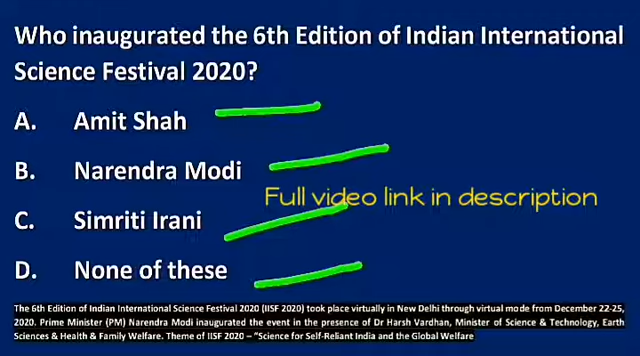 Who inaugurated the 6th Edition of Indian International
Science Festival 2020?
A. Amit Shah
B. Narendra Modi
Full video link in description
C. Simriti Irani
D. None of these
The 6th Edition of Indian International Science Festival 2020 (IISF 2020) took place virtually in New Delhi through virtual mode from December 22-25,
2020. Prime Minister (PM) Narendra Modi inaugurated the event in the presence of Dr Harsh Vardhan, Minister of Science & Technology, Earth
Sciences & Health & Family Welfare. Theme of IISF 2020 – "Science for Self-Reliant India and the Global Welfare